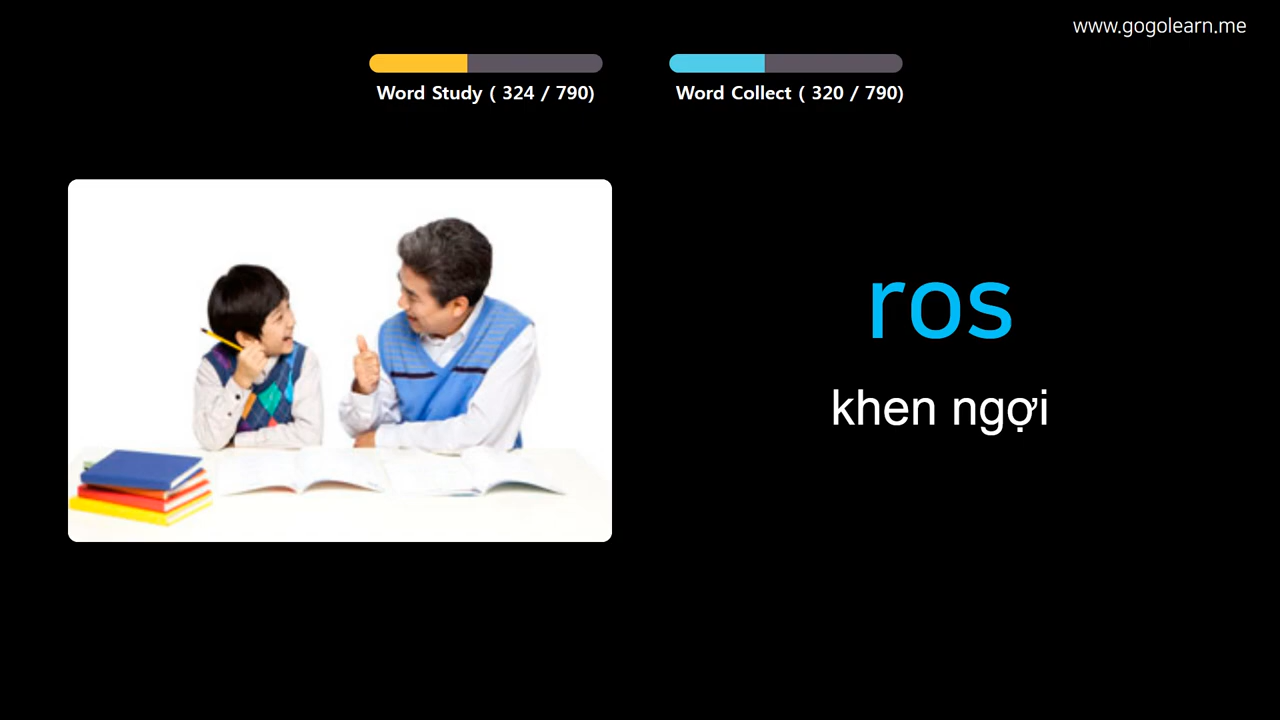 www.gogolearn.me
Word Study ( 324 / 790)
Word Collect ( 320 / 790)
ros
khen ngợi